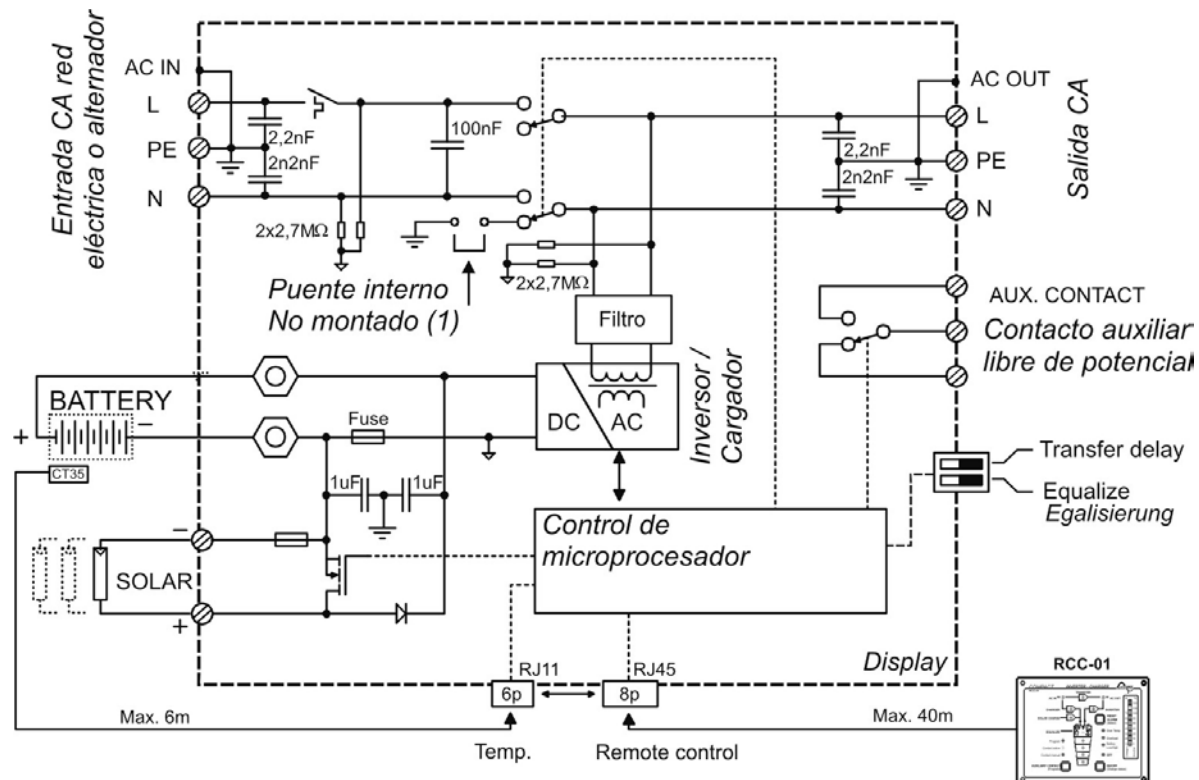 Entrada CA red
eléctrica o alternador
AC IN
L
PE
N
2,2nF
2n2nF
100nF
2x2,7MΩ
Puente interno
No montado (1)
2x2,7MΩ
Filtro
DC
AC
Inversor /
Cargador
AC OUT
L
PE
N
2,2nF
2n2nF
Salida CA
AUX. CONTACT
Contacto auxiliar
libre de potencial
BATTERY
+
−
CT35
Fuse
1uF
1uF
Transfer delay
Equalize
Egalisierung
Control de
microprocesador
−
SOLAR
+
Display
RJ11
6p
RJ45
8p
RCC-01
Max. 6m
Max. 40m
Temp.
Remote control